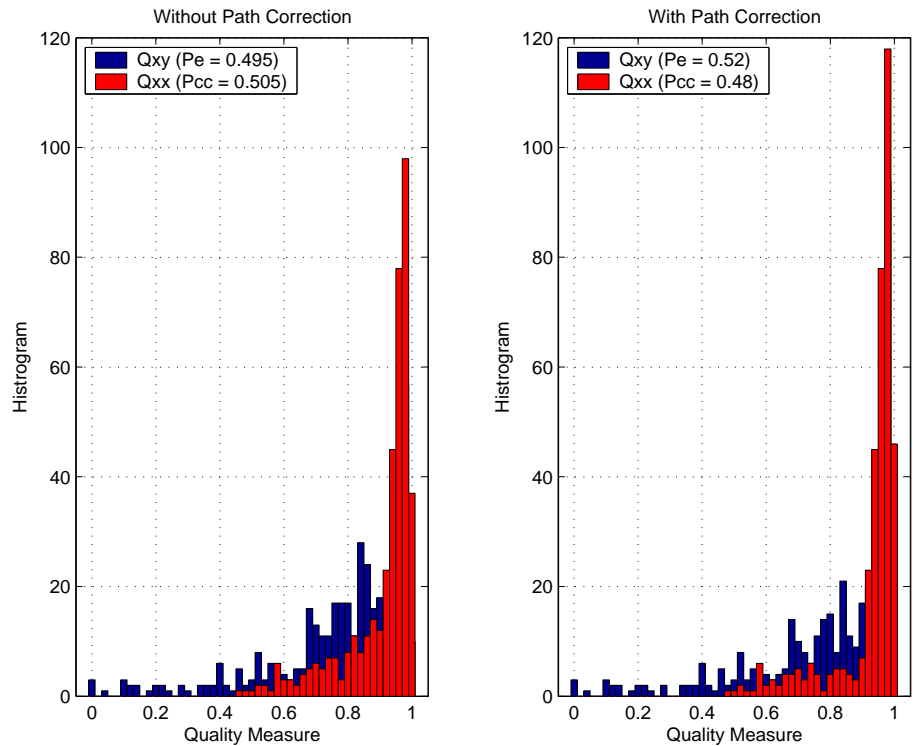 Without Path Correction
120
100
80
60
40
20
0
Histrogram
Qxy (Pe = 0.495)
Qxx (Pcc = 0.505)
0 0.2 0.4 0.6 0.8 1
Quality Measure
With Path Correction
120
100
80
60
40
20
0
Histrogram
Qxy (Pe = 0.52)
Qxx (Pcc = 0.48)
0 0.2 0.4 0.6 0.8 1
Quality Measure